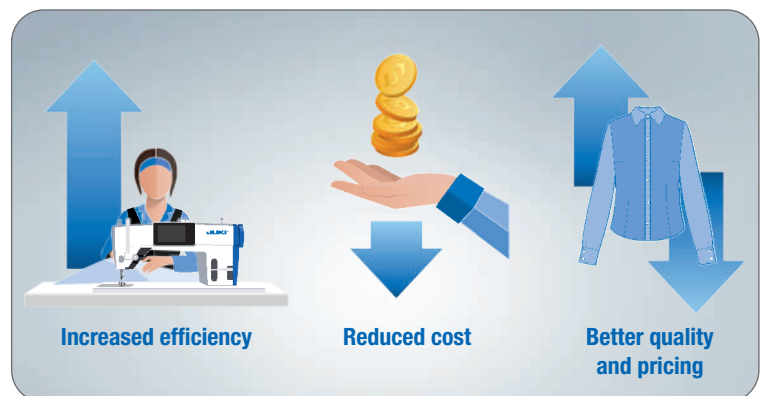 JUKI
Increased efficiency
Reduced cost
Better quality
and pricing